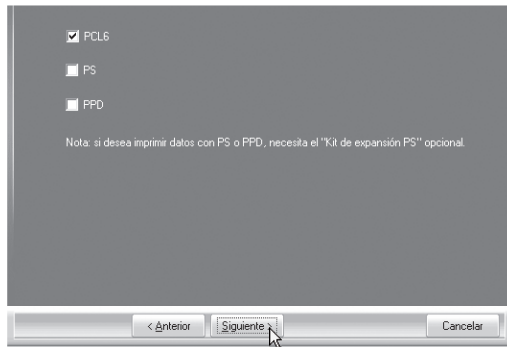 PCL6
PS
PPD
Nota: si desea imprimir datos con PS o PPD, necesita el "Kit de expansión PS" opcional.
< Anterior
Siguiente >
Cancelar